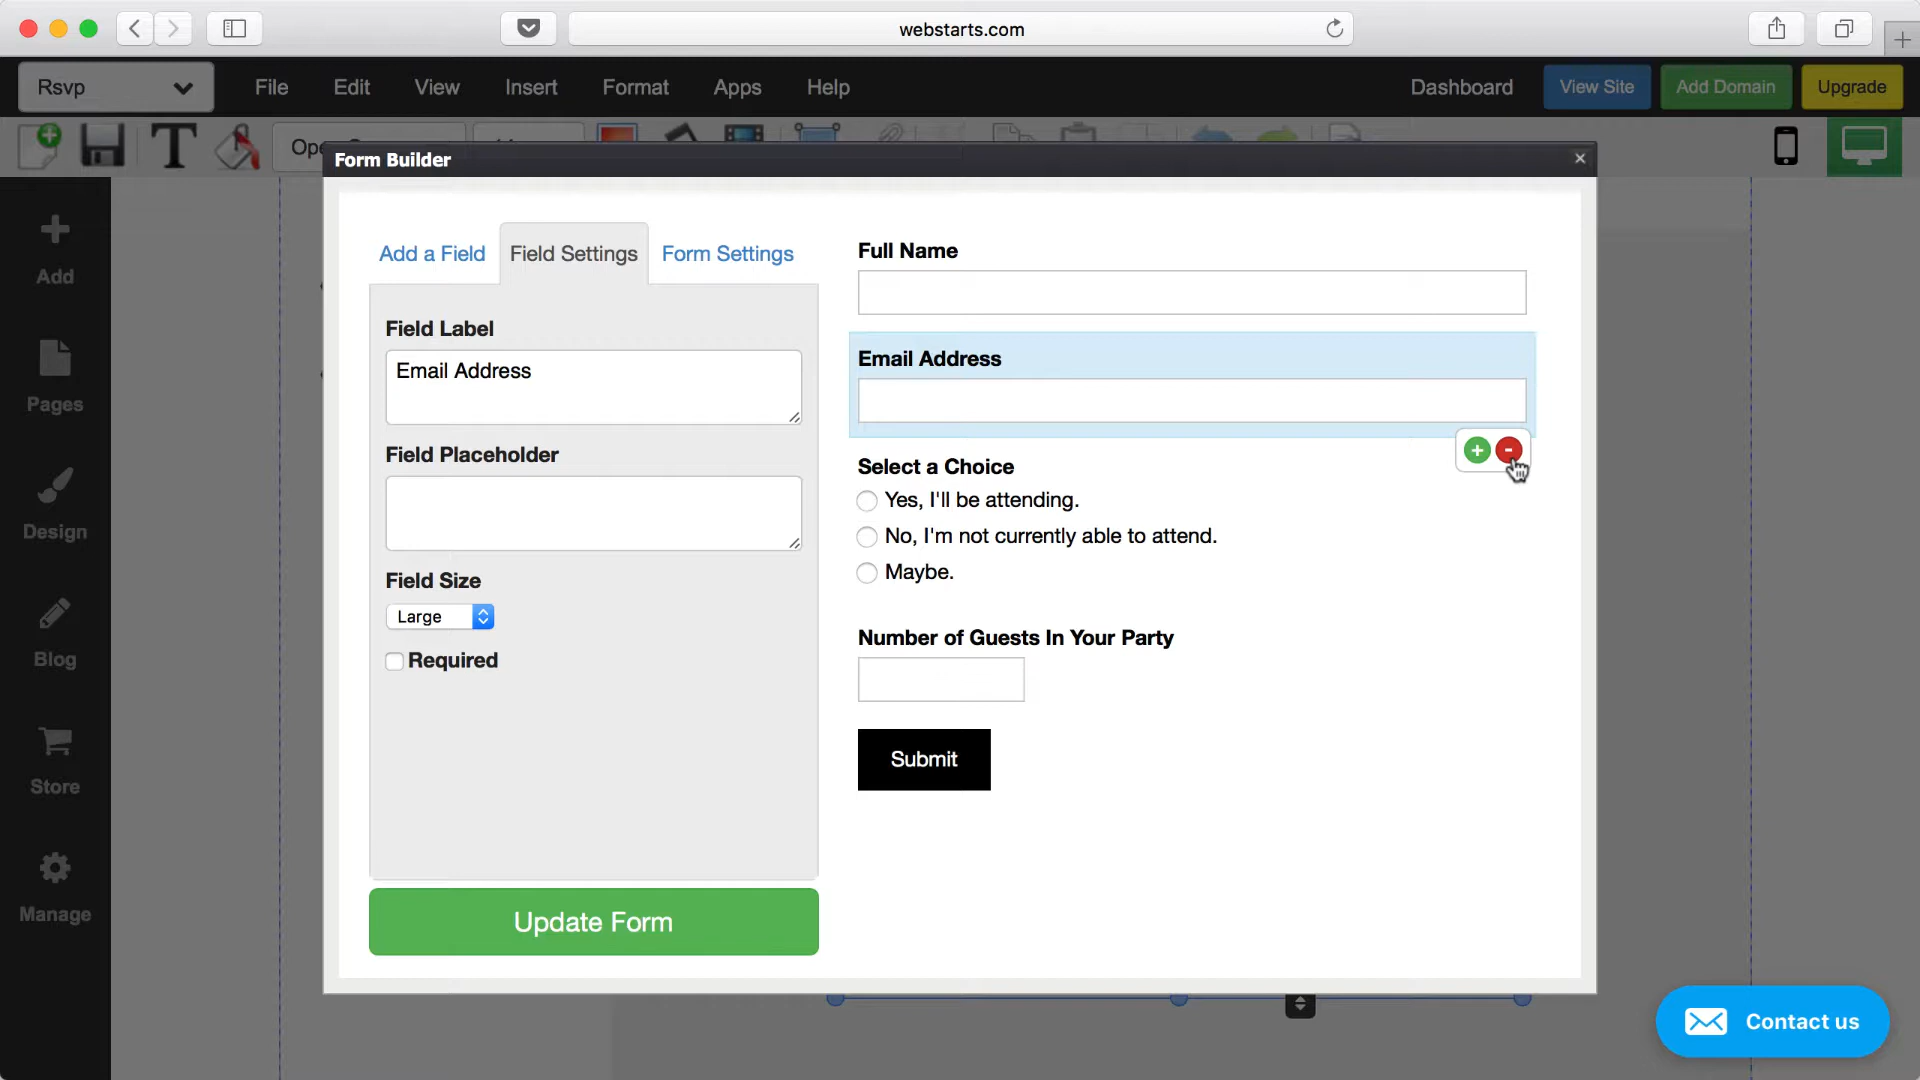 webstarts.com
Rsvp
File
Edit
View
Insert
Format
Apps
Help
Dashboard
View Site
Add Domain
Upgrade
T
Form Builder
Add
Pages
Design
Blog
Store
Manage
Add a Field
Field Settings
Form Settings
Field Label
Email Address
Field Placeholder
Field Size
Large
Required
Update Form
Full Name
Email Address
Select a Choice
Yes, I'll be attending.
No, I'm not currently able to attend.
Maybe.
Number of Guests In Your Party
Submit
Contact us